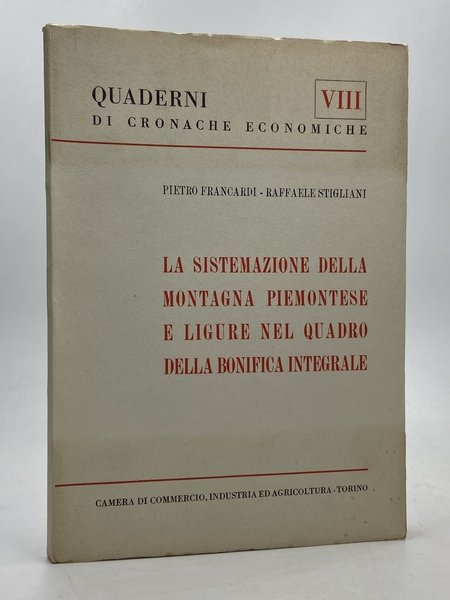 QUADERNI
VIII
DI CRONACHE ECONOMICHE
PIETRO FRANCARDI - RAFFAELE STIGLIANI
LA SISTEMAZIONE DELLA
MONTAGNA PIEMONTESE
E LIGURE NEL QUADRO
DELLA BONIFICA INTEGRALE
CAMERA DI COMMERCIO, INDUSTRIA ED AGRICOLTURA - TORINO